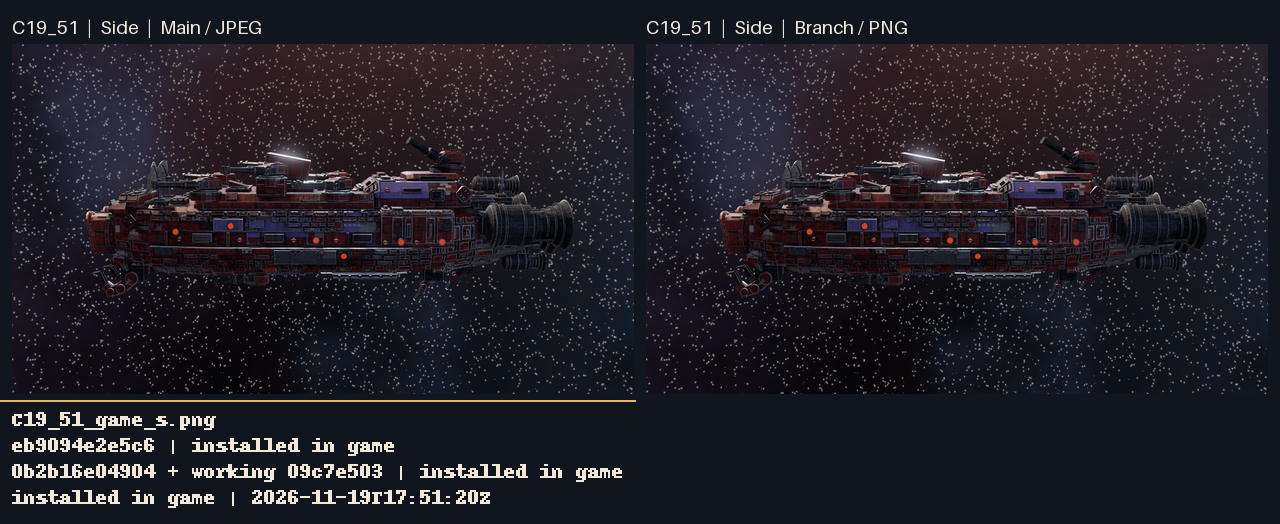 C19_51 | Side | Main / JPEG
C19_51 | Side | Branch / PNG
C19_51_game_s.png
eb9094e2e5c6 | installed in game
0b2b16e04904 + working 09c7e503 | installed in game
installed in game | 2026-11-19T17:51:20Z